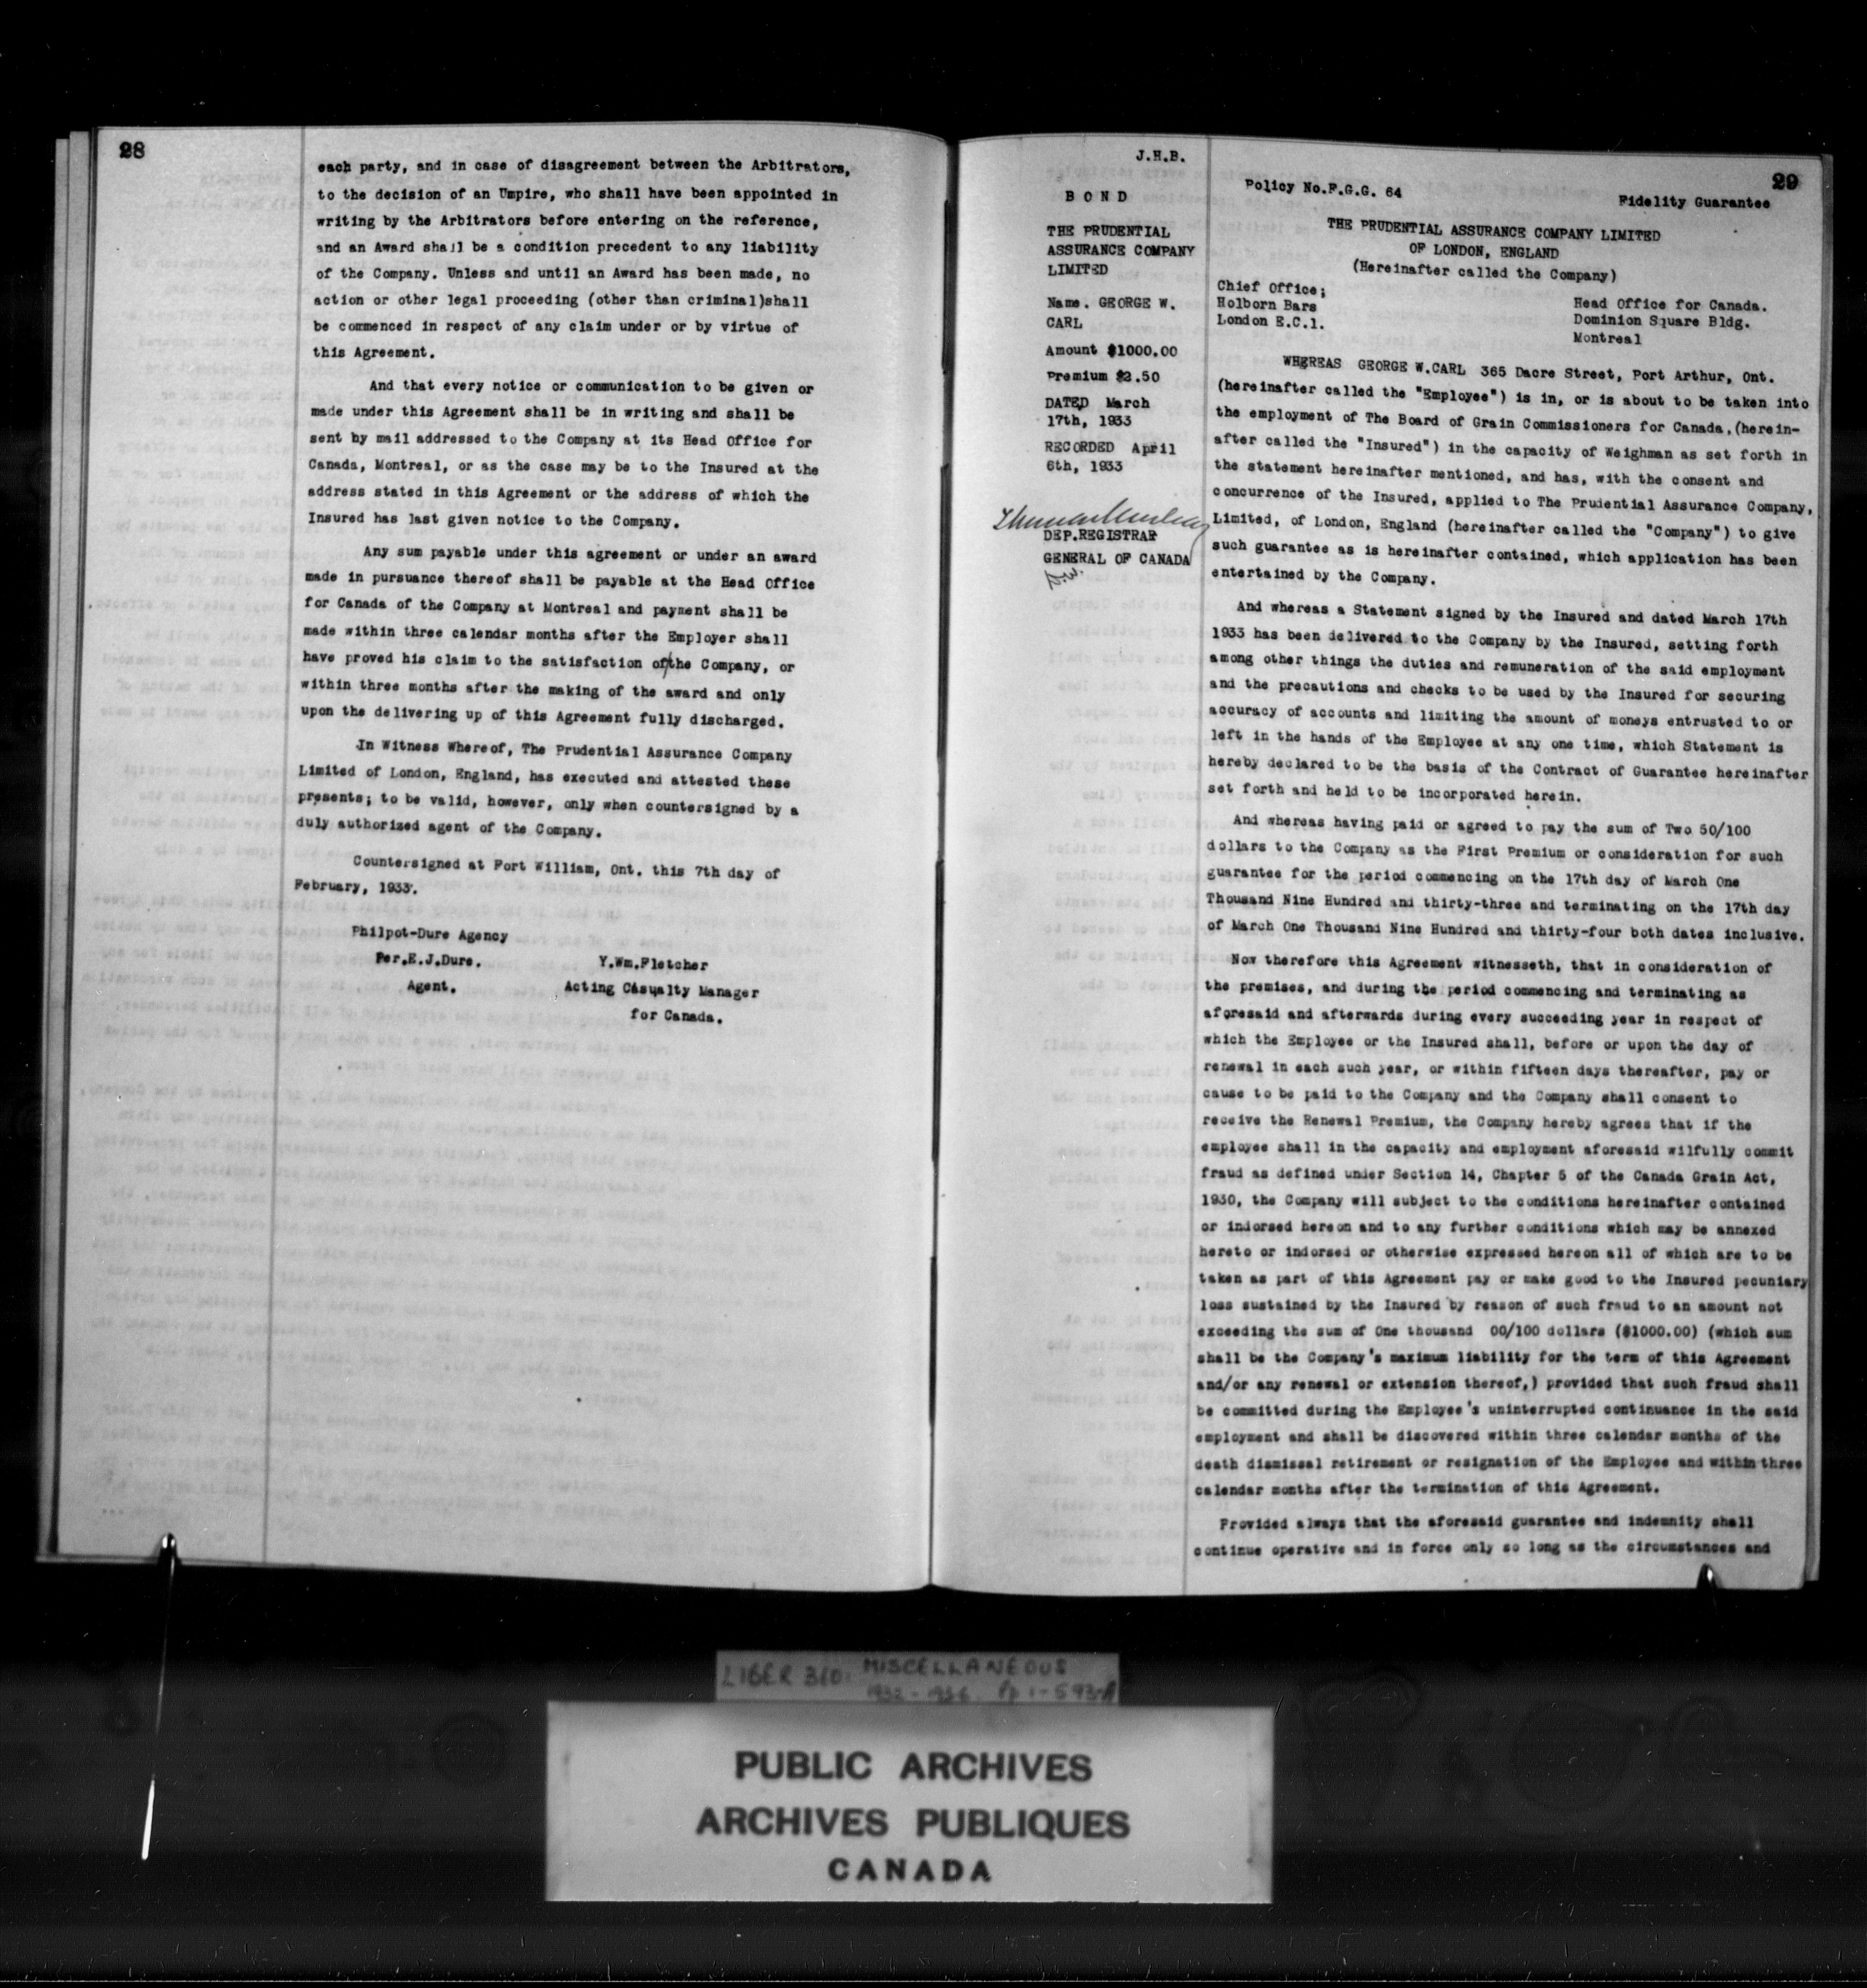 28
each party, and in case of disagreement between the Arbitrators,
to the decision of an Umpire, who shall have been appointed in
writing by the Arbitrators before entering on the reference,
and an Award shall be a condition precedent to any liability
of the Company. Unless and until an Award has been made, no
action or other legal proceeding (other than criminal)shall
be commenced in respect of any claim under or by virtue of
this Agreement.
And that every notice or communication to be given or
made under this Agreement shall be in writing and shall be
sent by mail addressed to the Company at its Head Office for
Canada, Montreal, or as the case may be to the Insured at the
address stated in this Agreement or the address of which the
Insured has last given notice to the Company.
Any sum payable under this agreement or under an award
made in pursuance thereof shall be payable at the Head Office
for Canada of the Company at Montreal and payment shall be
made within three calendar months after the Employer shall
have proved his claim to the satisfaction of/the Company, or
within three months after the making of the award and only
upon the delivering up of this Agreement fully discharged.
In Witness Whereof, The Prudential Assurance Company
Limited of London, England, has executed and attested these
presents; to be valid, however, only when countersigned by a
duly authorized agent of the Company.
Countersigned at Fort William, Ont. this 7th day of
February, 1933.
Philpot-Dure Agency
Per.E.J.Dure. Y.Wm.Fletcher
Agent. Acting Casualty Manager
for Canada.
J.H.B.
BOND
THE PRUDENTIAL
ASSURANCE COMPANY
LIMITED
Name. GEORGE W.
CARL
Amount $1000.00
Premium $2.50
DATED March
17th, 1933
RECORDED April
6th, 1933
DEP.REGISTRAR
GENERAL OF CANADA
29
Policy No.F.G.G. 64 Fidelity Guarantee
THE PRUDENTIAL ASSURANCE COMPANY LIMITED
OF LONDON, ENGLAND
(Hereinafter called the Company)
Chief Office;
Holborn Bars Head Office for Canada.
London E.C.1. Dominion Square Bldg.
Montreal
WHEREAS GEORGE W.CARL 365 Dacre Street, Port Arthur, Ont.
(hereinafter called the "Employee") is in, or is about to be taken into
the employment of The Board of Grain Commissioners for Canada,(herein-
after called the "Insured") in the capacity of Weighman as set forth in
the statement hereinafter mentioned, and has, with the consent and
concurrence of the Insured, applied to The Prudential Assurance Company,
Limited, of London, England (hereinafter called the "Company") to give
such guarantee as is hereinafter contained, which application has been
entertained by the Company.
And whereas a Statement signed by the Insured and dated March 17th
1933 has been delivered to the Company by the Insured, setting forth
among other things the duties and remuneration of the said employment
and the precautions and checks to be used by the Insured for securing
accuracy of accounts and limiting the amount of moneys entrusted to or
left in the hands of the Employee at any one time, which Statement is
hereby declared to be the basis of the Contract of Guarantee hereinafter
set forth and held to be incorporated herein.
And whereas having paid or agreed to pay the sum of Two 50/100
dollars to the Company as the First Premium or consideration for such
guarantee for the period commencing on the 17th day of March One
Thousand Nine Hundred and thirty-three and terminating on the 17th day
of March One Thousand Nine Hundred and thirty-four both dates inclusive.
Now therefore this Agreement witnesseth, that in consideration of
the premises, and during the period commencing and terminating as
aforesaid and afterwards during every succeeding year in respect of
which the Employee or the Insured shall, before or upon the day of
renewal in each such year, or within fifteen days thereafter, pay or
cause to be paid to the Company and the Company shall consent to
receive the Renewal Premium, the Company hereby agrees that if the
employee shall in the capacity and employment aforesaid wilfully commit
fraud as defined under Section 14, Chapter 5 of the Canada Grain Act,
1930, the Company will subject to the conditions hereinafter contained
or indorsed hereon and to any further conditions which may be annexed
hereto or indorsed or otherwise expressed hereon all of which are to be
taken as part of this Agreement pay or make good to the Insured pecuniary
loss sustained by the Insured by reason of such fraud to an amount not
exceeding the sum of One thousand 00/100 dollars ($1000.00) (which sum
shall be the Company's maximum liability for the term of this Agreement
and/or any renewal or extension thereof,) provided that such fraud shall
be committed during the Employee's uninterrupted continuance in the said
employment and shall be discovered within three calendar months of the
death dismissal retirement or resignation of the Employee and within three
calendar months after the termination of this Agreement.
Provided always that the aforesaid guarantee and indemnity shall
continue operative and in force only so long as the circumstances and
LIBER 360: MISCELLANEOUS
1932-1936 Pp 1-593-A
PUBLIC ARCHIVES
ARCHIVES PUBLIQUES
CANADA